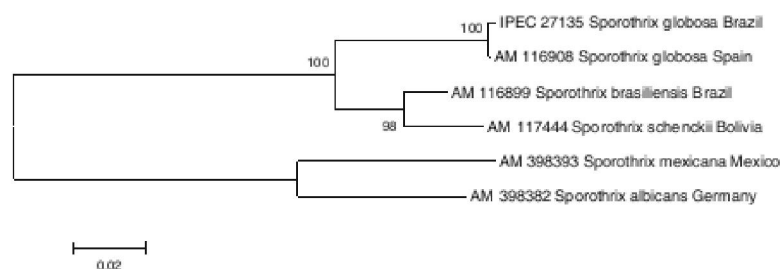 IPEC 27135 Sporothrix globosa Brazil
100
AM 116908 Sporothrix globosa Spain
100
AM 116899 Sporothrix brasiliensis Brazil
98
AM 117444 Sporothrix schenckii Bolivia
AM 398393 Sporothrix mexicana Mexico
AM 398382 Sporothrix albicans Germany
0.02